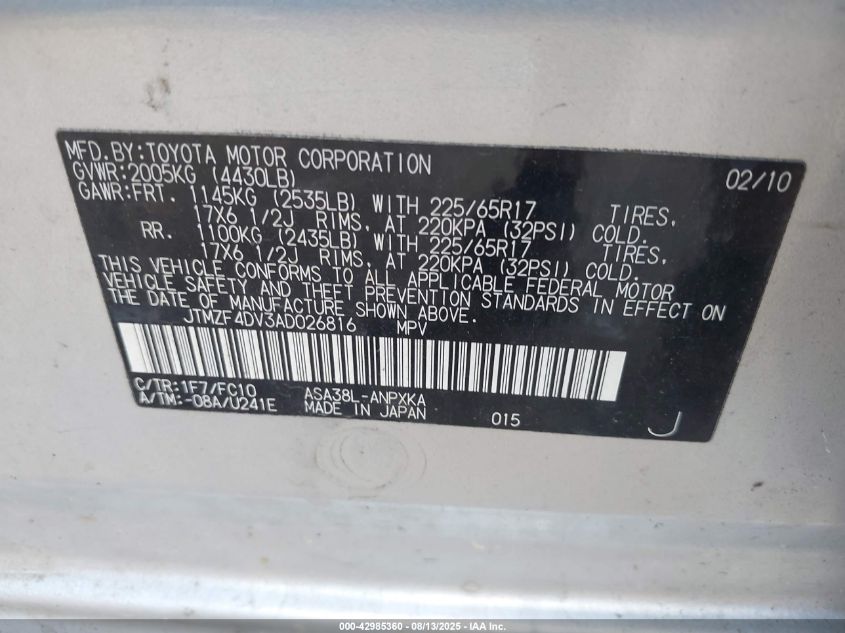 MFD.BY:TOYOTA MOTOR CORPORATION 02/10
GVWR:2005KG (4430LB)
GAWR:FRT. 1145KG (2535LB) WITH 225/65R17 TIRES,
17X6 1/2J RIMS, AT 220KPA (32PSI) COLD.
RR. 1100KG (2435LB) WITH 225/65R17 TIRES,
17X6 1/2J RIMS, AT 220KPA (32PSI) COLD.
THIS VEHICLE CONFORMS TO ALL APPLICABLE FEDERAL MOTOR
VEHICLE SAFETY AND THEFT PREVENTION STANDARDS IN EFFECT ON
THE DATE OF MANUFACTURE SHOWN ABOVE.
JTMZF4DV3AD026816 MPV
C/TR:1F7/FC10 ASA38L-ANPXKA
A/TM:-08A/U241E MADE IN JAPAN 015 J
000-42985360 - 08/13/2025 - IAA Inc.